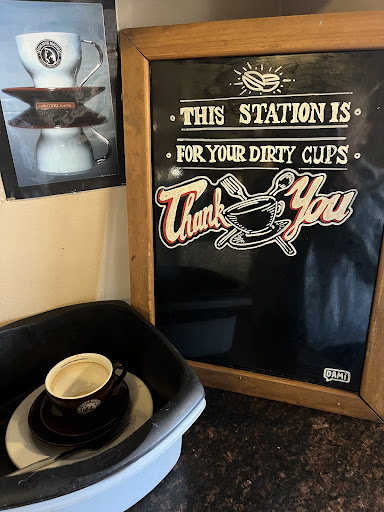 THIS STATION IS
FOR YOUR DIRTY CUPS
Thank You
DAMi